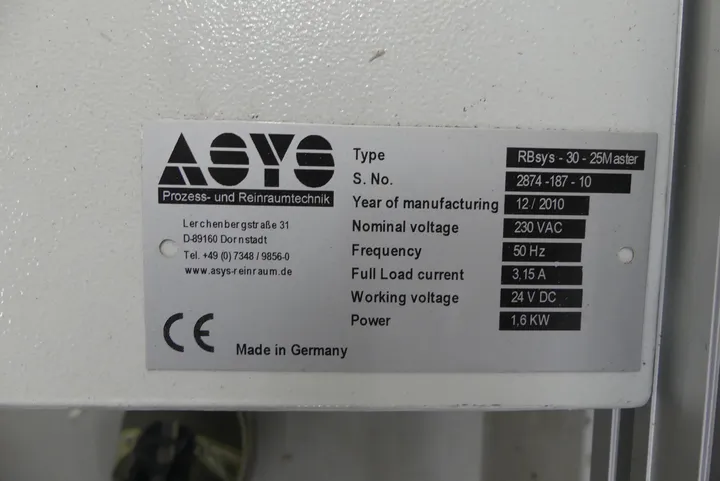 ASYS
Prozess- und Reinraumtechnik
Lerchenbergstraße 31
D-89160 Dornstadt
Tel. +49 (0) 7348 / 9856-0
www.asys-reinraum.de
CE
Made in Germany
Type RBsys - 30 - 25Master
S. No. 2874 -187 - 10
Year of manufacturing 12 / 2010
Nominal voltage 230 VAC
Frequency 50 Hz
Full Load current 3,15 A
Working voltage 24 V DC
Power 1,6 KW